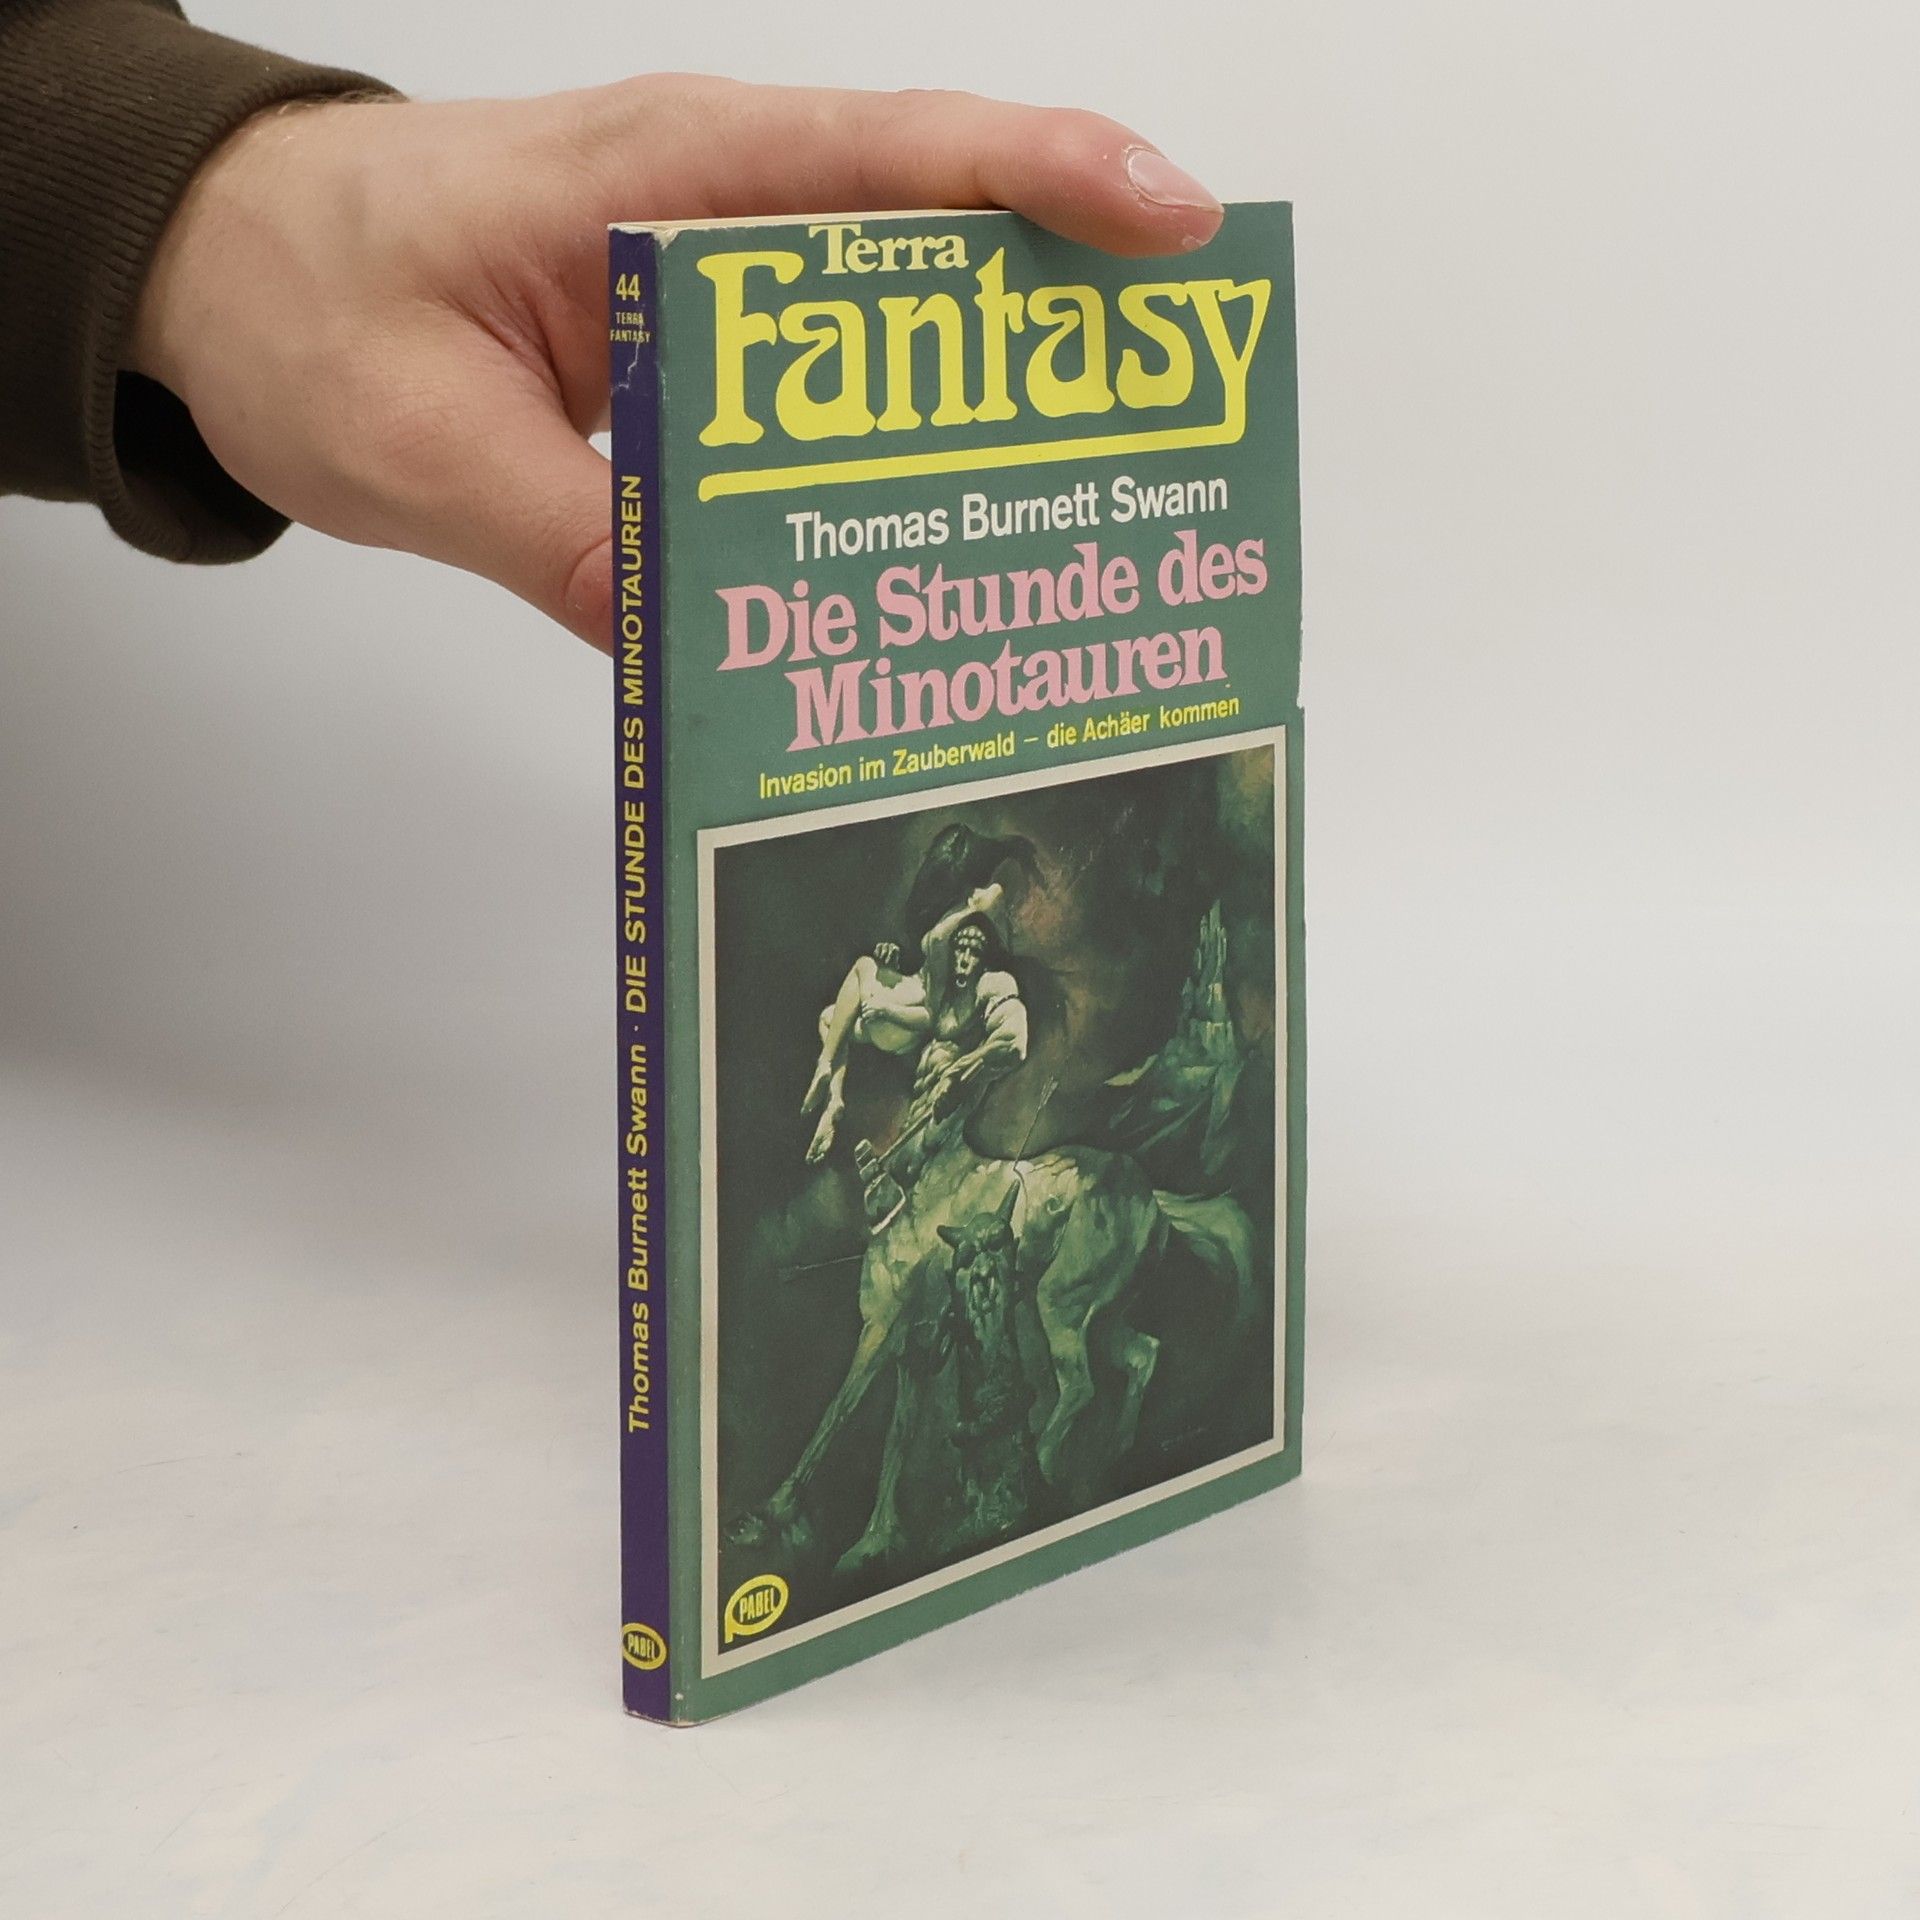 44
TERRA
FANTASY
Thomas Burnett Swann · DIE STUNDE DES MINOTAUREN
PABEL
Terra
Fantasy
Thomas Burnett Swann
Die Stunde des
Minotauren
Invasion im Zauberwald – die Achäer kommen
PABEL